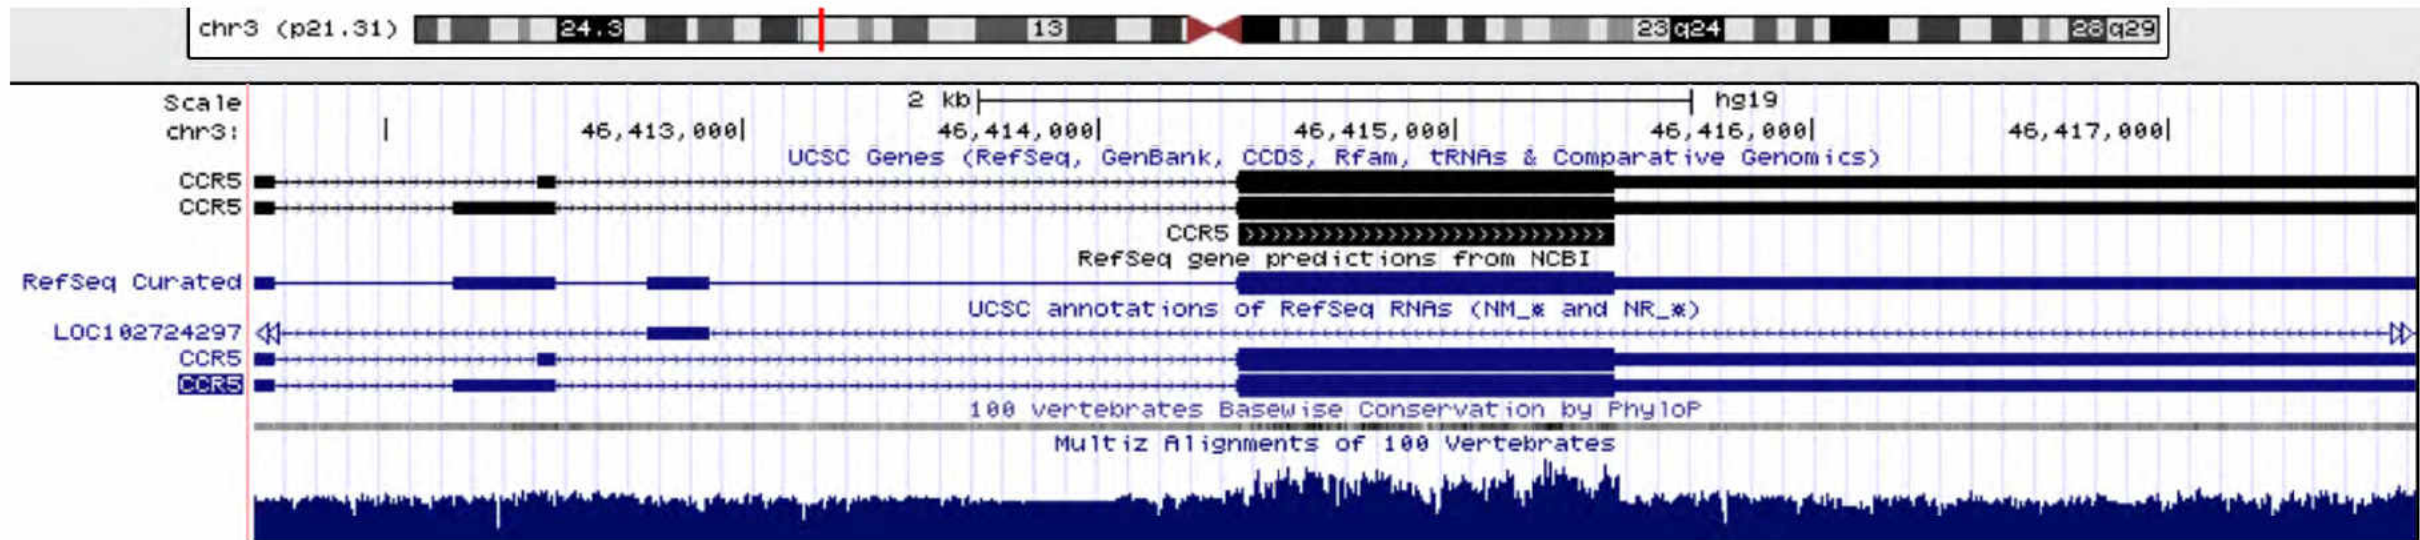 chr3 (p21.31) 24.3 13 23 q24 28 q29
Scale 2 kb hg19
chr3: 46,413,000 46,414,000 46,415,000 46,416,000 46,417,000
UCSC Genes (RefSeq, GenBank, CCDS, Rfam, tRNAs & Comparative Genomics)
CCR5
CCR5
CCR5
RefSeq gene predictions from NCBI
RefSeq Curated
UCSC annotations of RefSeq RNAs (NM_* and NR_*)
LOC102724297
CCR5
CCR5
100 vertebrates Basewise Conservation by PhyloP
Multiz Alignments of 100 Vertebrates